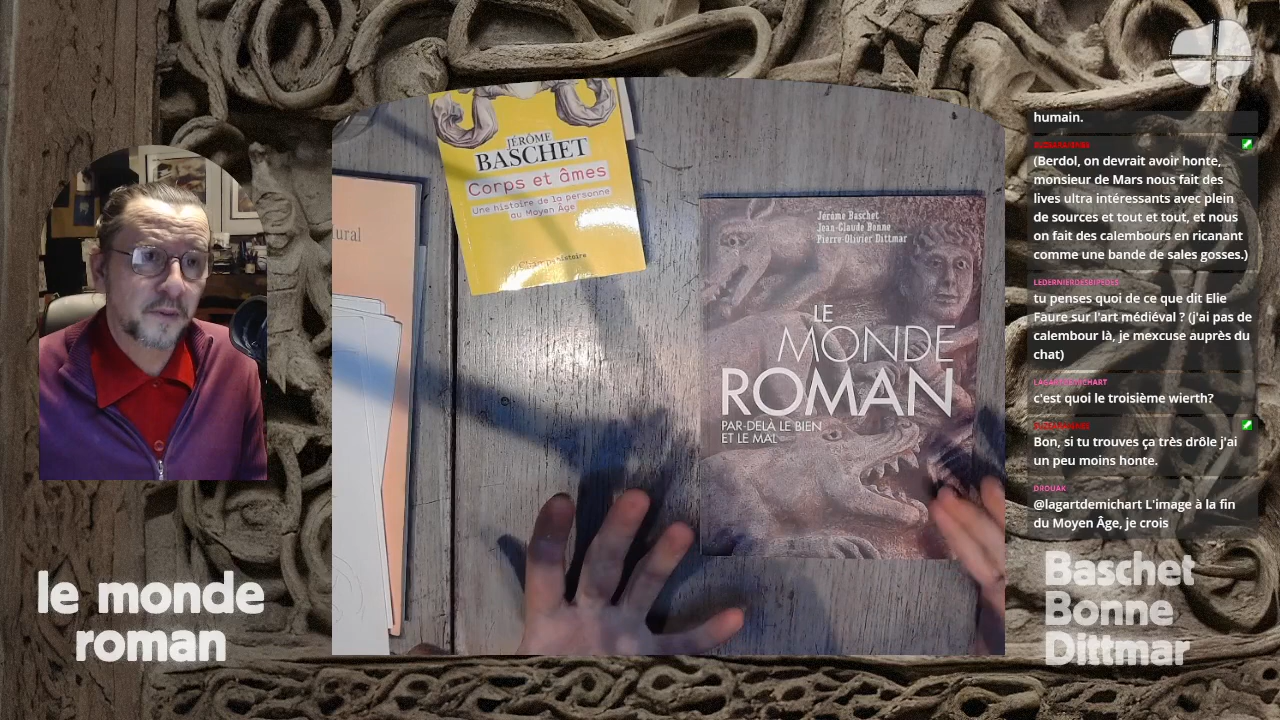 JÉRÔME
BASCHET
Corps et âmes
Une histoire de la personne
au Moyen Âge
ural
Jérôme Baschet
Jean-Claude Bonne
Pierre-Olivier Dittmar
LE
MONDE
ROMAN
PAR-DELÀ LE BIEN
ET LE MAL
le monde
roman
humain.
(Berdol, on devrait avoir honte,
monsieur de Mars nous fait des
lives ultra intéressants avec plein
de sources et tout et tout, et nous
on fait des calembours en ricanant
comme une bande de sales gosses.)
LEDERNIERDESBIPEDES
tu penses quoi de ce que dit Elie
Faure sur l'art médiéval ? (j'ai pas de
calembour là, je mexcuse auprès du
chat)
LAGARTDEMICHART
c'est quoi le troisième wierth?
Bon, si tu trouves ça très drôle j'ai
un peu moins honte.
DROUAK
@lagartdemichart L'image à la fin
du Moyen Âge, je crois
Baschet
Bonne
Dittmar